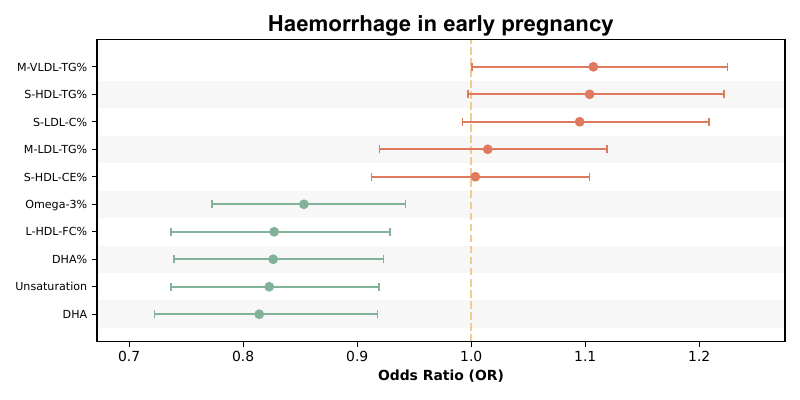 Haemorrhage in early pregnancy
M-VLDL-TG%
S-HDL-TG%
S-LDL-C%
M-LDL-TG%
S-HDL-CE%
Omega-3%
L-HDL-FC%
DHA%
Unsaturation
DHA
0.7 0.8 0.9 1.0 1.1 1.2
Odds Ratio (OR)